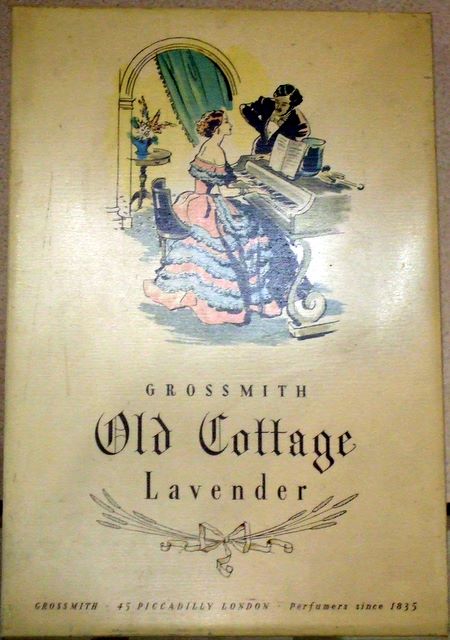 GROSSMITH
Old Cottage
Lavender
GROSSMITH · 45 PICCADILLY LONDON · Perfumers since 1835